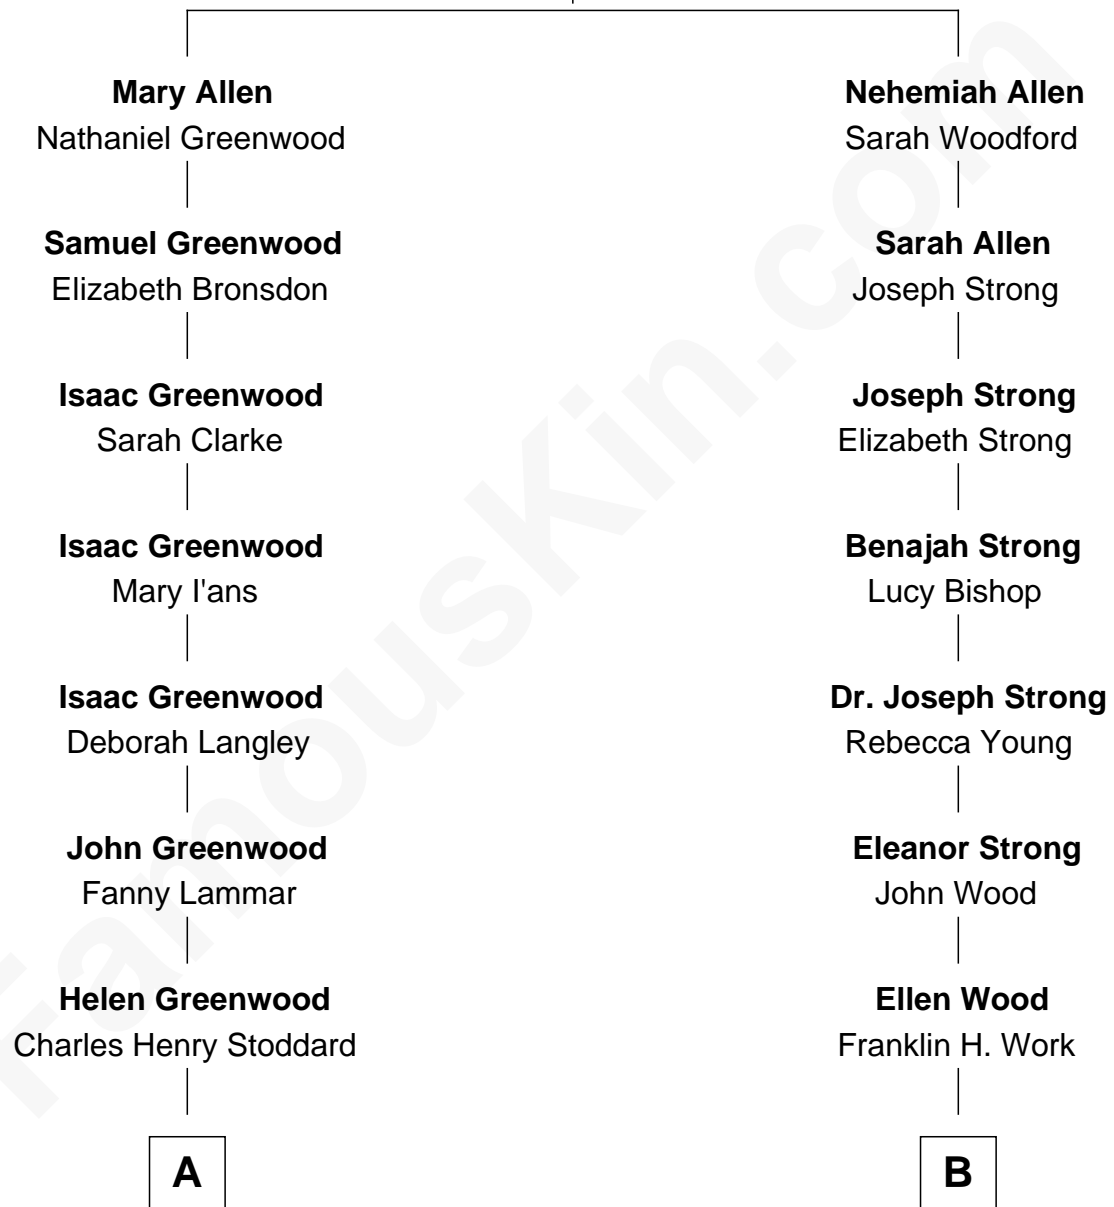 Mary Allen
Nathaniel Greenwood
Samuel Greenwood
Elizabeth Bronsdon
Isaac Greenwood
Sarah Clarke
Isaac Greenwood
Mary I'ans
Isaac Greenwood
Deborah Langley
John Greenwood
Fanny Lammar
Helen Greenwood
Charles Henry Stoddard
A
Nehemiah Allen
Sarah Woodford
Sarah Allen
Joseph Strong
Joseph Strong
Elizabeth Strong
Benajah Strong
Lucy Bishop
Dr. Joseph Strong
Rebecca Young
Eleanor Strong
John Wood
Ellen Wood
Franklin H. Work
B
FamousKin.com